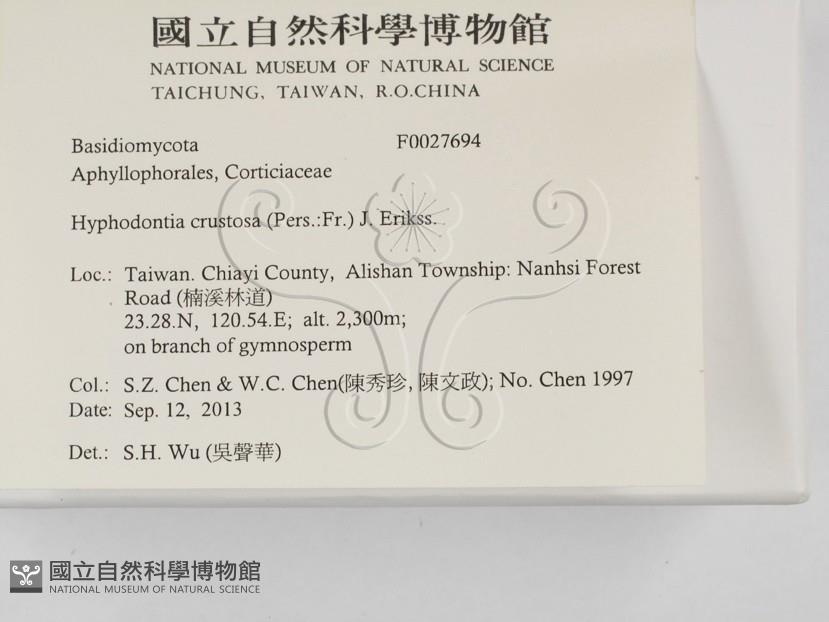 國立自然科學博物館
NATIONAL MUSEUM OF NATURAL SCIENCE
TAICHUNG, TAIWAN, R.O.CHINA
Basidiomycota F0027694
Aphyllophorales, Corticiaceae
Hyphodontia crustosa (Pers.:Fr.) J. Erikss.
Loc.: Taiwan. Chiayi County, Alishan Township: Nanhsi Forest
Road (楠溪林道)
23.28.N, 120.54.E; alt. 2,300m;
on branch of gymnosperm
Col.: S.Z. Chen & W.C. Chen(陳秀珍, 陳文政); No. Chen 1997
Date: Sep. 12, 2013
Det.: S.H. Wu (吳聲華)
國立自然科學博物館
NATIONAL MUSEUM OF NATURAL SCIENCE